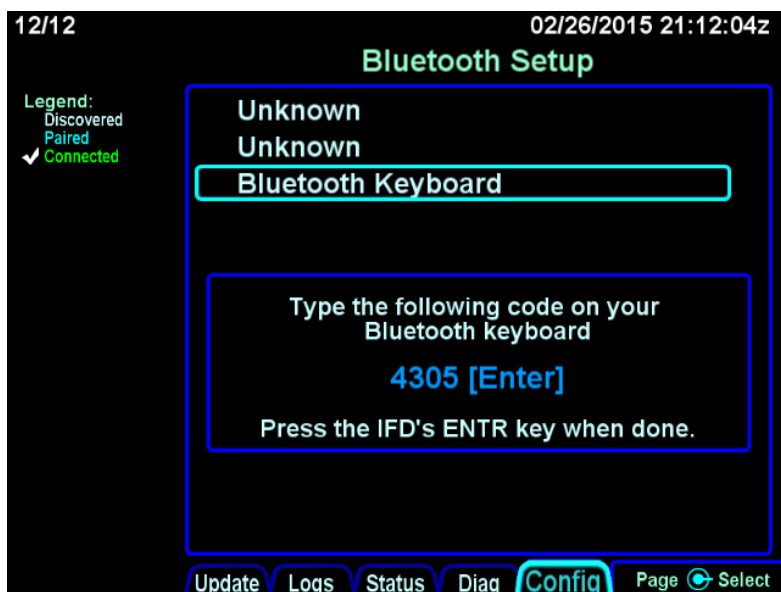 12/12
02/26/2015 21:12:04z
Bluetooth Setup
Legend:
Discovered
Paired
Connected
Unknown
Unknown
Bluetooth Keyboard
Type the following code on your
Bluetooth keyboard
4305 [Enter]
Press the IFD's ENTR key when done.
Update Logs Status Diag Config Page Select